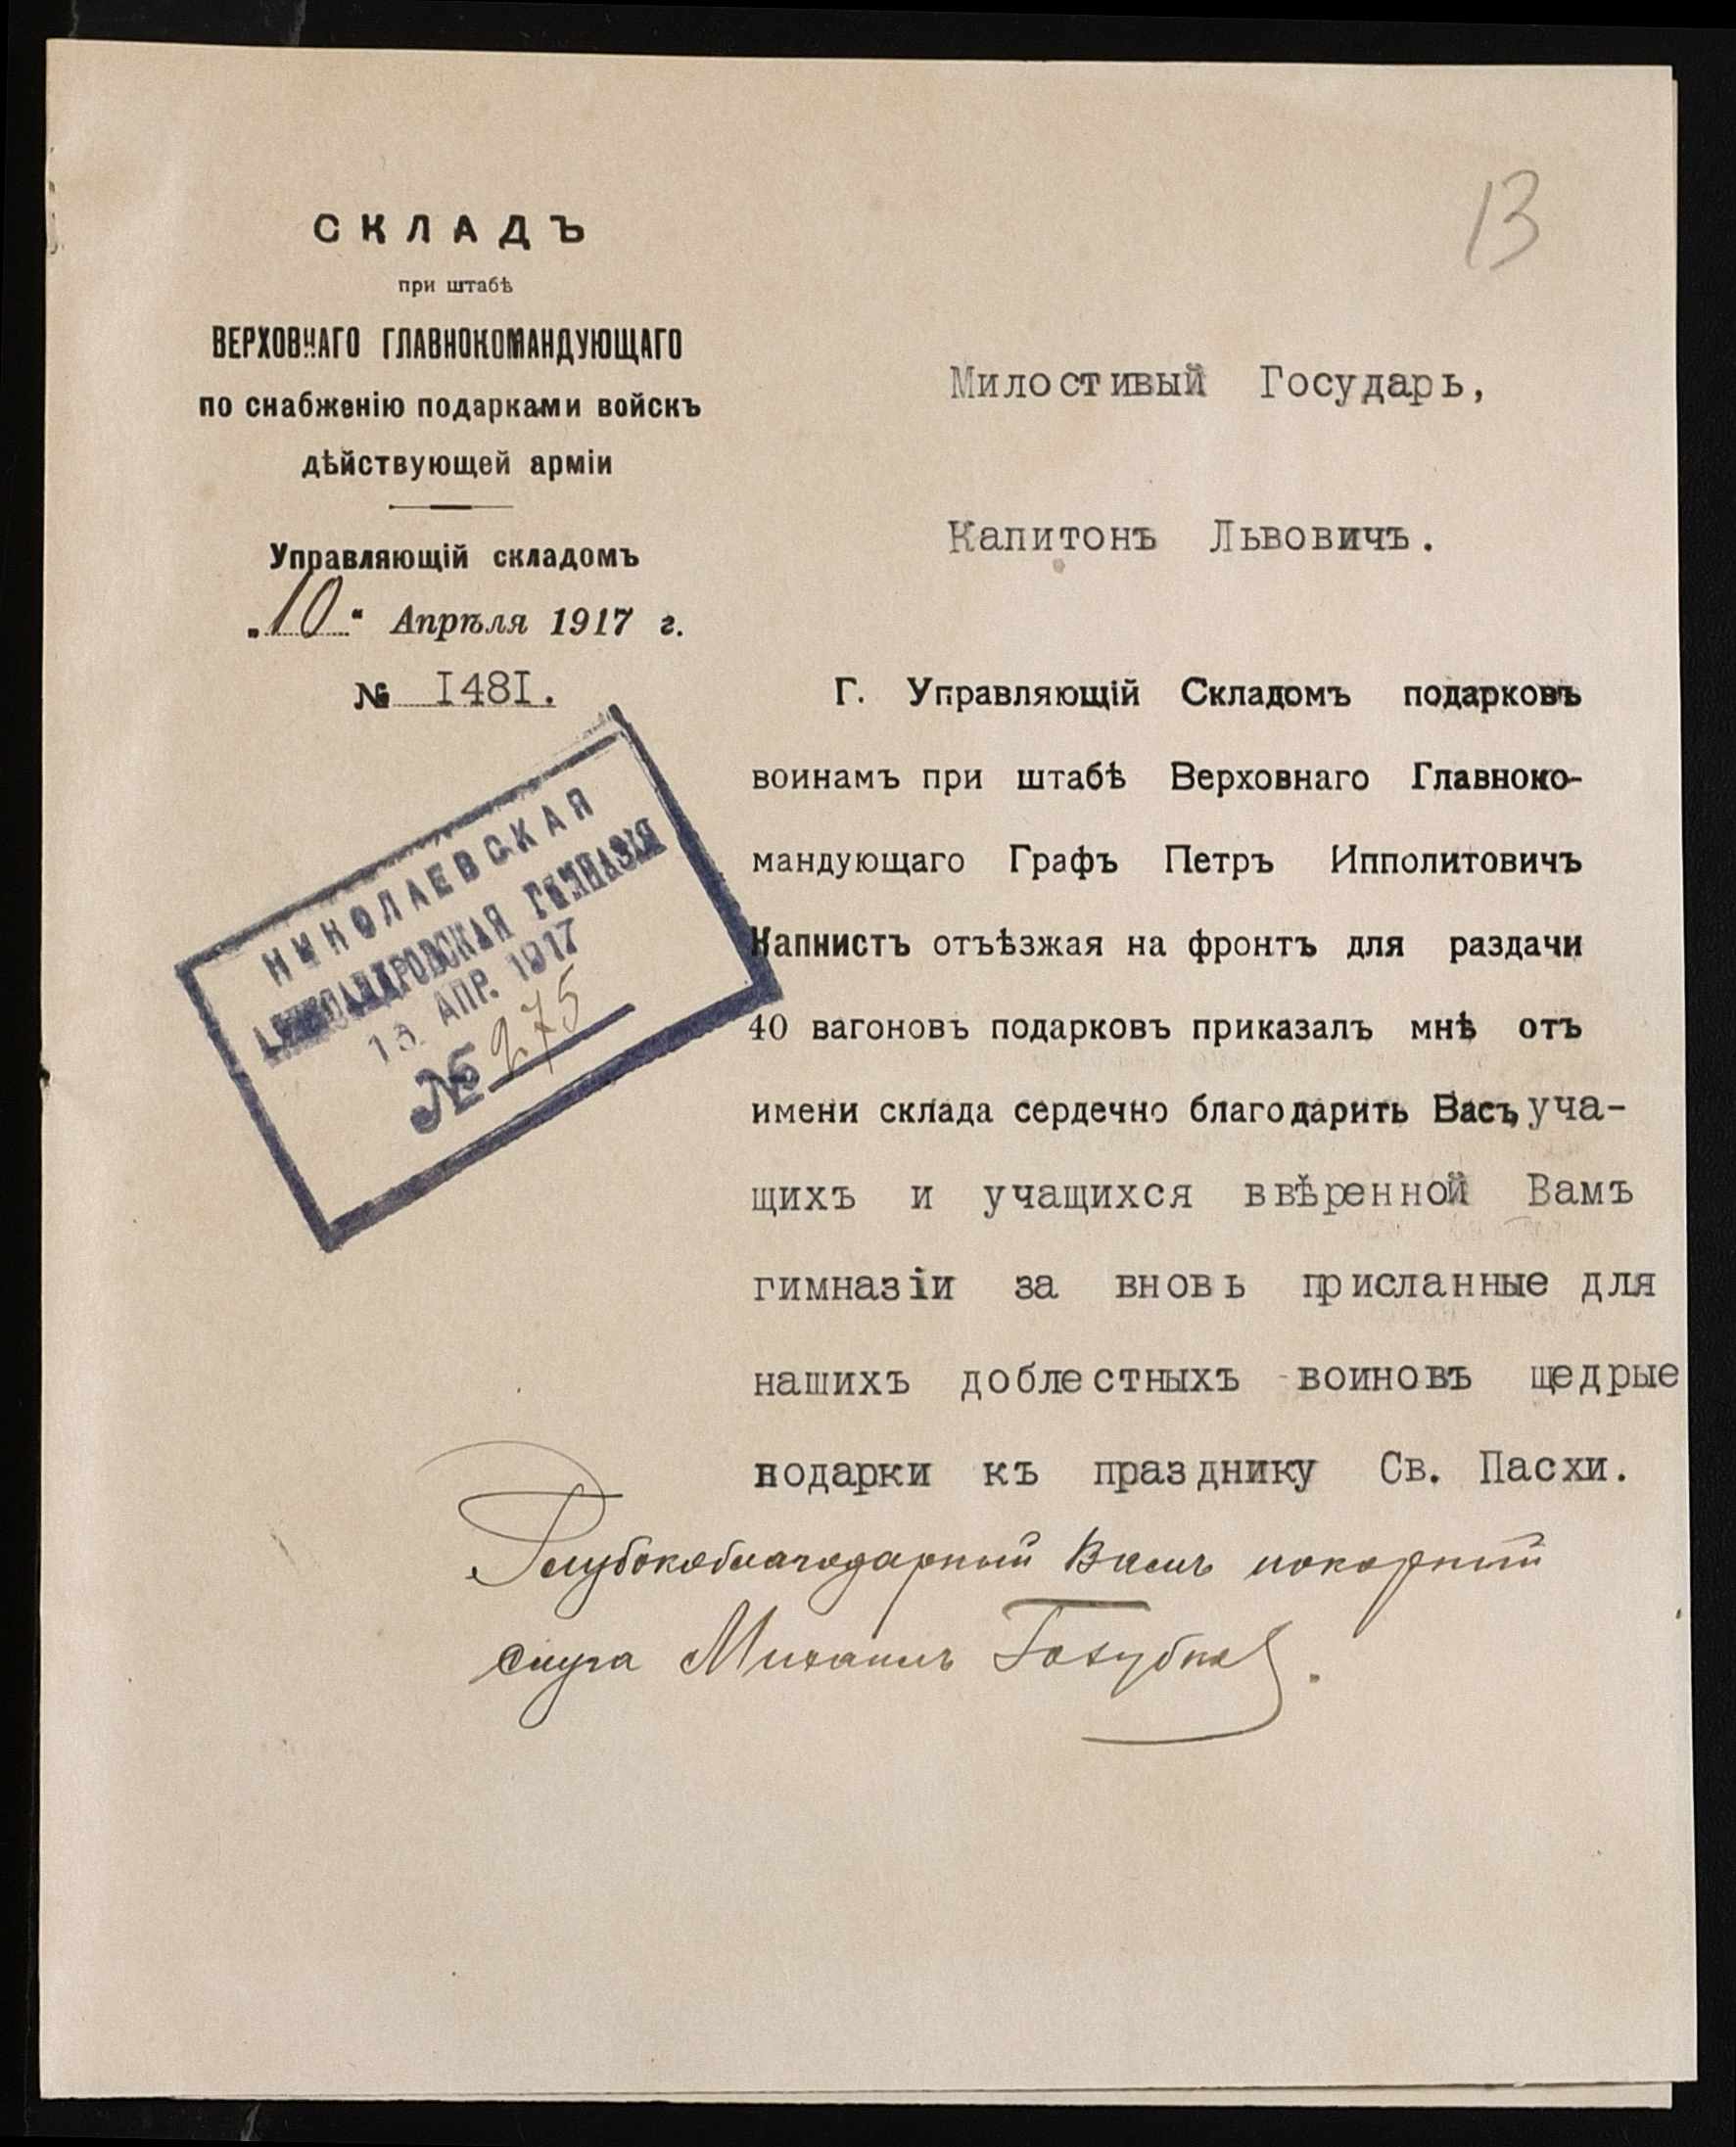 13
СКЛАДЪ
при штабѣ
ВЕРХОВНАГО ГЛАВНОКОМАНДУЮЩАГО
по снабженію подарками войскъ
дѣйствующей арміи
Управляющій складомъ
„10“ Апрѣля 1917 г.
№ I48I.
НИКОЛАЕВСКАЯ
АЛЕКСАНДРОВСКАЯ ГИМНАЗІЯ
АПР. 1917
№ 275
Милостивый Государь,
Капитонъ Львовичъ.
Г. Управляющій Складомъ подарковъ
воинамъ при штабѣ Верховнаго Главноко-
мандующаго Графъ Петръ Ипполитовичъ
Капнистъ отъѣзжая на фронтъ для раздачи
40 вагоновъ подарковъ приказалъ мнѣ отъ
имени склада сердечно благодарить Васъ, уча-
щихъ и учащихся ввѣренной Вамъ
гимназіи за вновь присланные для
нашихъ доблестныхъ воиновъ щедрые
подарки къ празднику Св. Пасхи.
Глубокоблагодарный Вамъ покорный
слуга Михаилъ